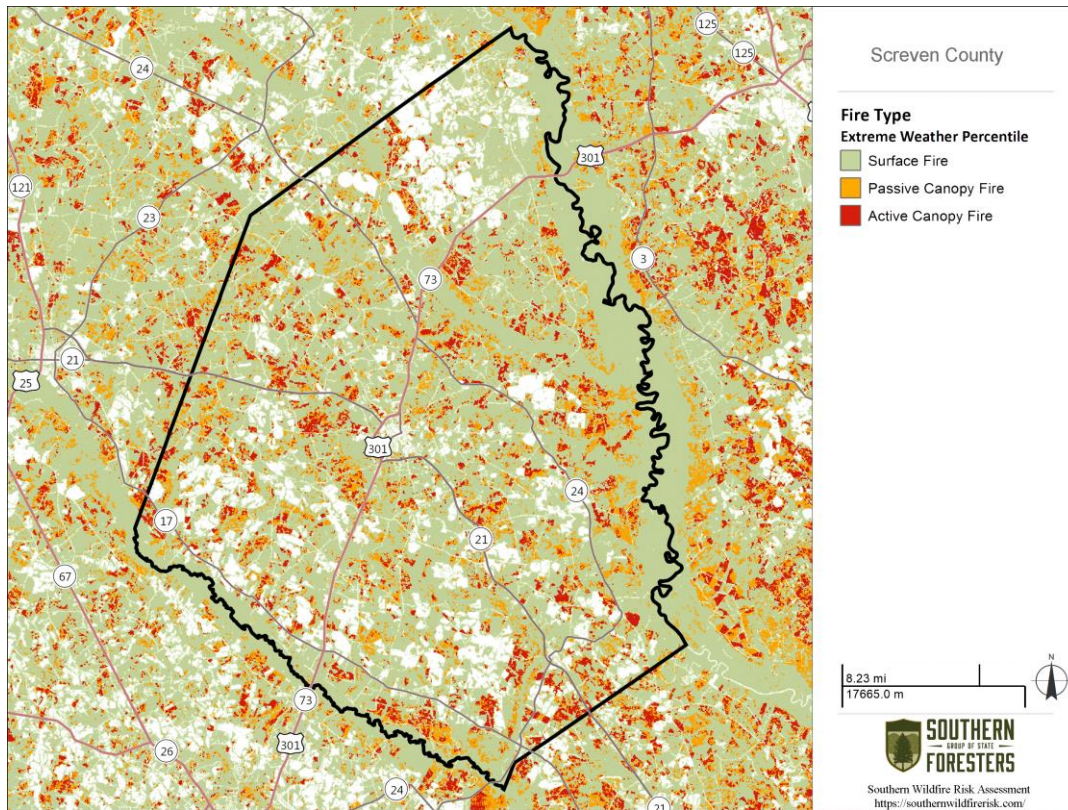 Screven County
Fire Type
Extreme Weather Percentile
Surface Fire
Passive Canopy Fire
Active Canopy Fire
125
125
24
301
121
23
3
73
21
25
301
24
17
21
67
73
301
26
24
21
8.23 mi
17665.0 m
N
SOUTHERN
GROUP OF STATE
FORESTERS
Southern Wildfire Risk Assessment
https://southernwildfirerisk.com/